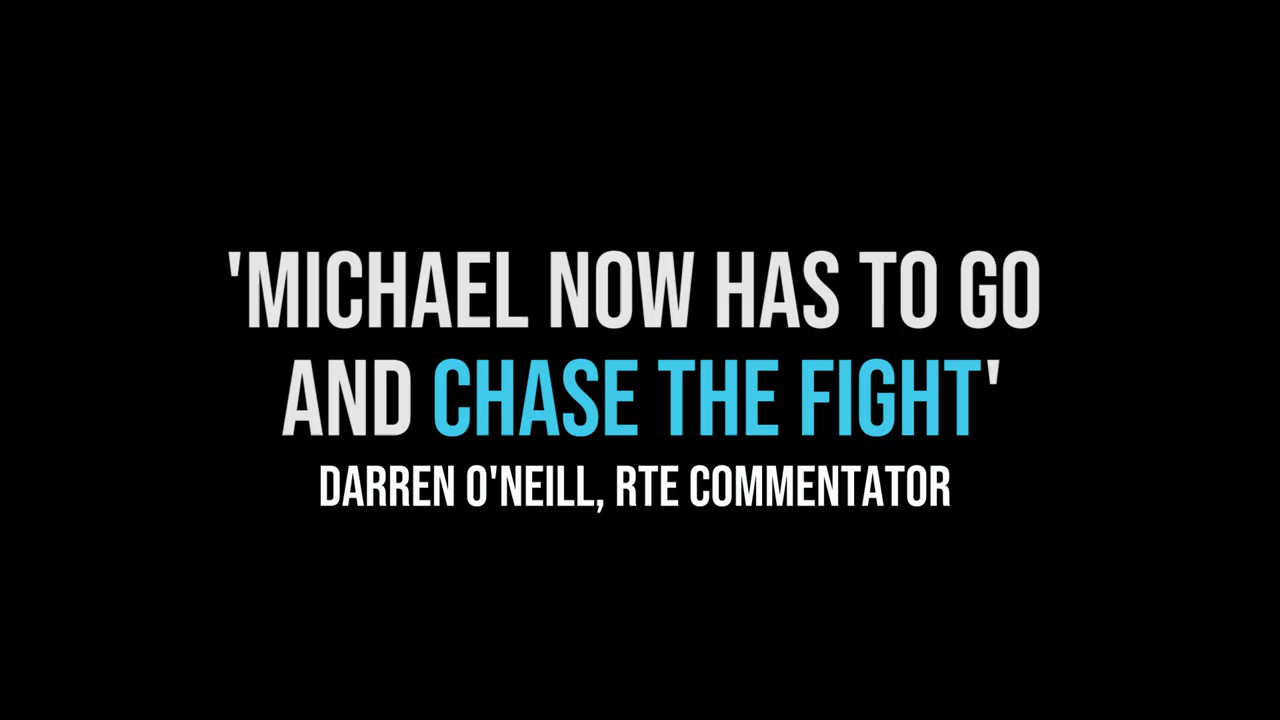 'MICHAEL NOW HAS TO GO
AND CHASE THE FIGHT'
DARREN O'NEILL, RTE COMMENTATOR